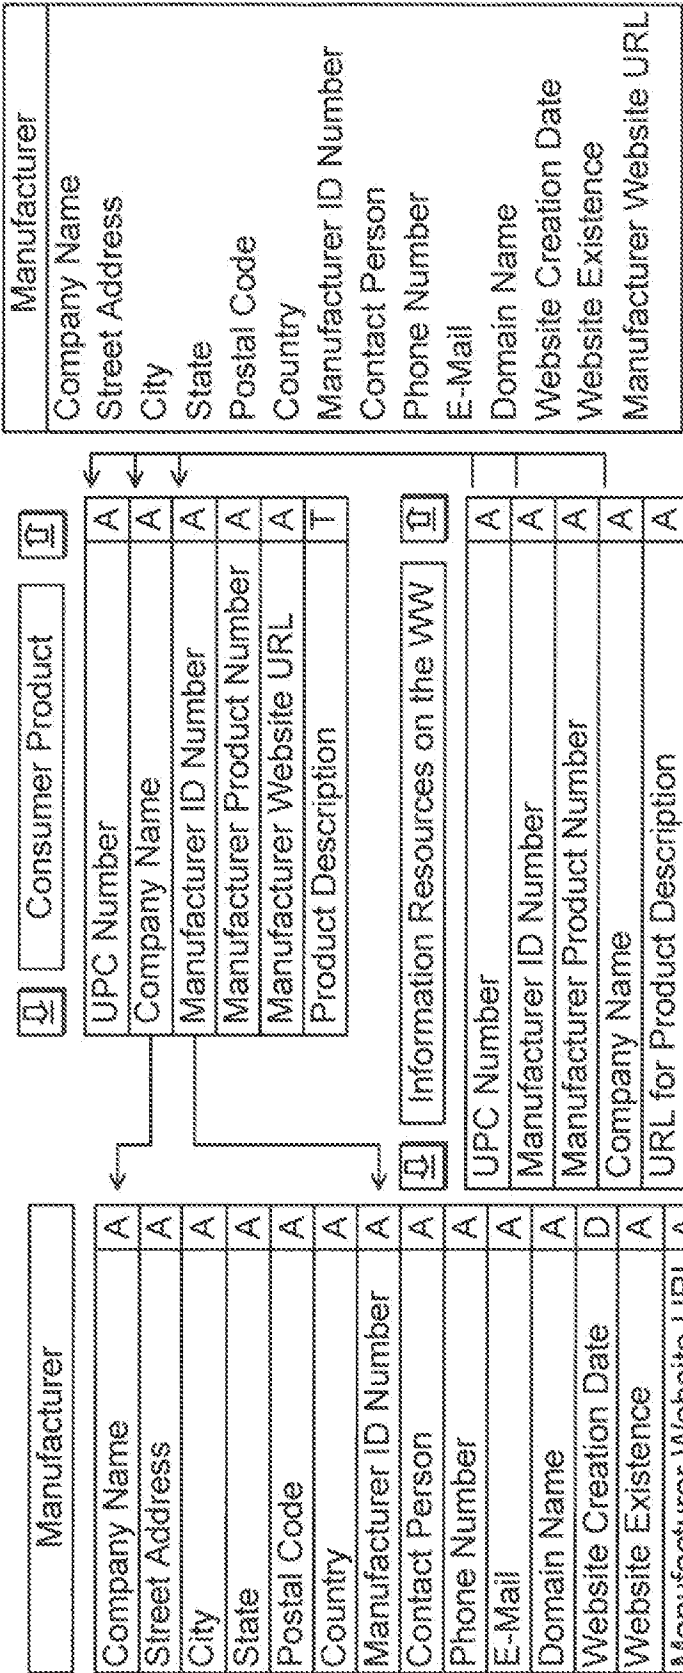 Manufacturer
Company Name A
Street Address A
City A
State A
Postal Code A
Country A
Manufacturer ID Number A
Contact Person A
Phone Number A
E-Mail A
Domain Name A
Website Creation Date D
Website Existence A
Manufacturer Website URL A
Consumer Product
UPC Number A
Company Name A
Manufacturer ID Number A
Manufacturer Product Number A
Manufacturer Website URL A
Product Description T
Information Resources on the WW
UPC Number A
Manufacturer ID Number A
Manufacturer Product Number A
Company Name A
URL for Product Description A
Manufacturer
Company Name
Street Address
City
State
Postal Code
Country
Manufacturer ID Number
Contact Person
Phone Number
E-Mail
Domain Name
Website Creation Date
Website Existence
Manufacturer Website URL